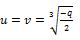 u = v = ∛(−q/2)